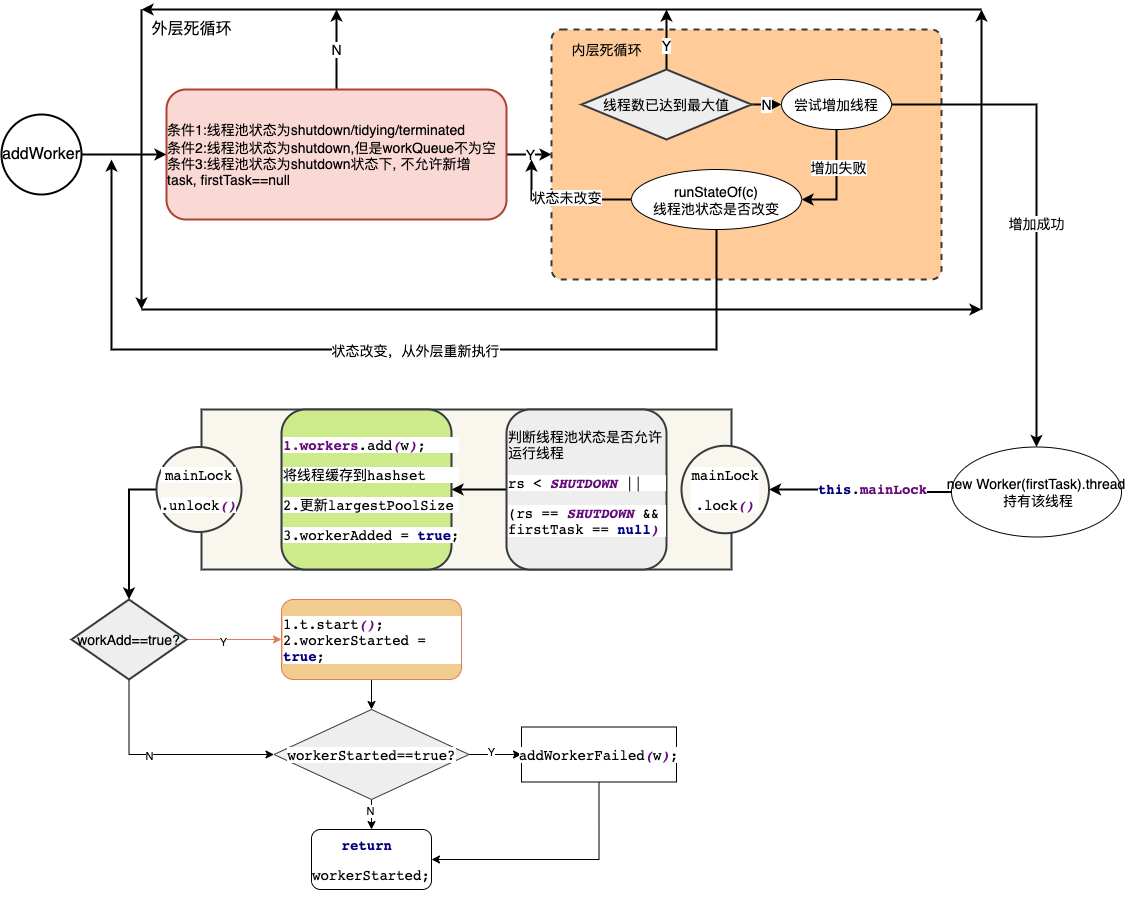 外层死循环
N
Y
内层死循环
线程数已达到最大值
N
尝试增加线程
addWorker
条件1:线程池状态为shutdown/tidying/terminated
条件2:线程池状态为shutdown,但是workQueue不为空
条件3:线程池状态为shutdown状态下, 不允许新增
task, firstTask==null
Y
增加失败
状态未改变
runStateOf(c)
线程池状态是否改变
增加成功
状态改变，从外层重新执行
1.workers.add(w);
将线程缓存到hashset
2.更新largestPoolSize
3.workerAdded = true;
判断线程池状态是否允许
运行线程
rs < SHUTDOWN ||
(rs == SHUTDOWN &&
firstTask == null)
mainLock
.unlock()
mainLock
.lock()
this.mainLock
new Worker(firstTask).thread
持有该线程
workAdd==true?
Y
1.t.start();
2.workerStarted =
true;
N
workerStarted==true?
Y
addWorkerFailed(w);
N
return
workerStarted;